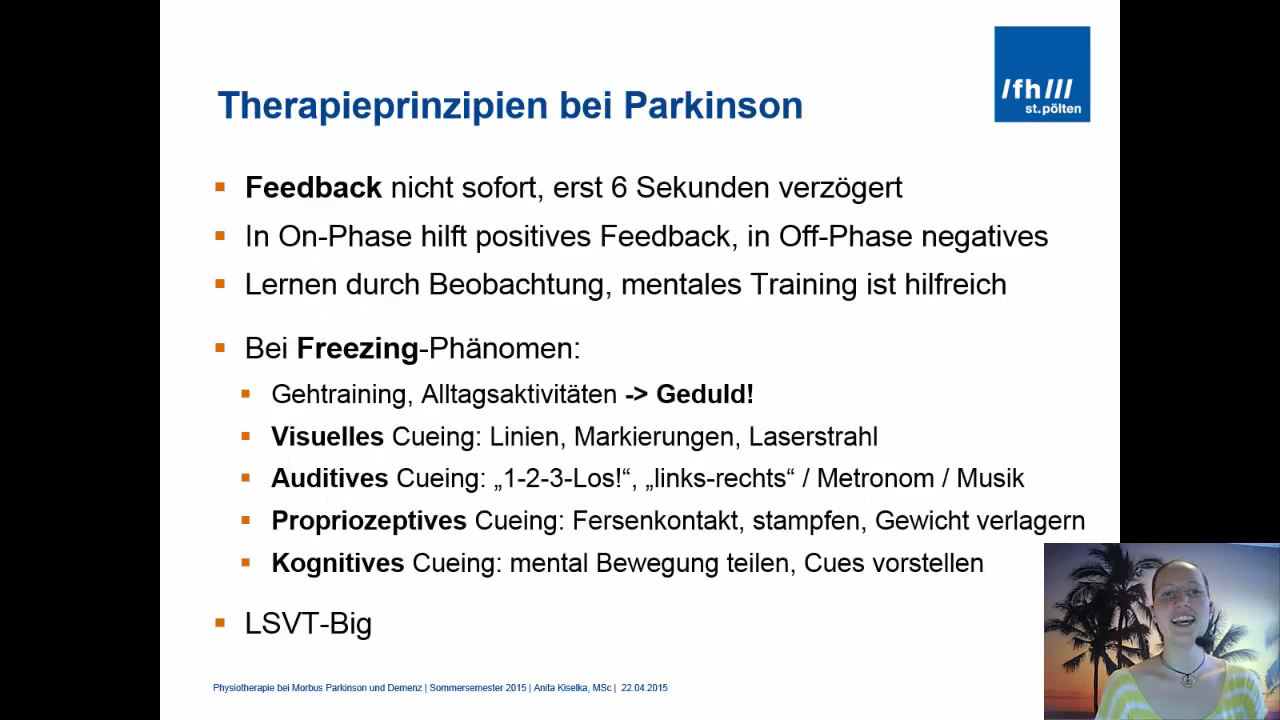 /fh///
st.pölten
Therapieprinzipien bei Parkinson
Feedback nicht sofort, erst 6 Sekunden verzögert
In On-Phase hilft positives Feedback, in Off-Phase negatives
Lernen durch Beobachtung, mentales Training ist hilfreich
Bei Freezing-Phänomen:
Gehtraining, Alltagsaktivitäten -> Geduld!
Visuelles Cueing: Linien, Markierungen, Laserstrahl
Auditives Cueing: „1-2-3-Los!“, „links-rechts“ / Metronom / Musik
Propriozeptives Cueing: Fersenkontakt, stampfen, Gewicht verlagern
Kognitives Cueing: mental Bewegung teilen, Cues vorstellen
LSVT-Big
Physiotherapie bei Morbus Parkinson und Demenz | Sommersemester 2015 | Anita Kiselka, MSc | 22.04.2015